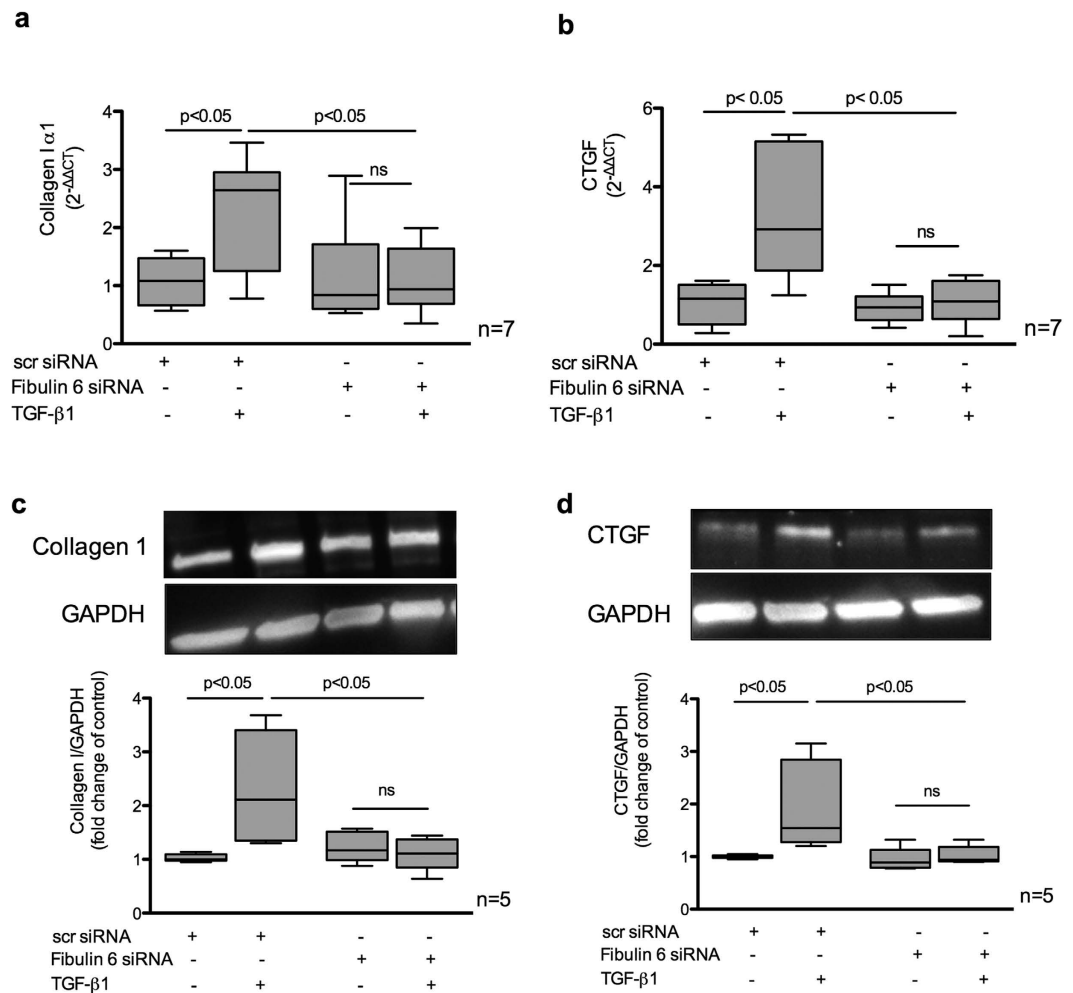 a
p<0.05 p<0.05
ns
Collagen I α1
(2-ΔΔCT)
4
3
2
1
0
n=7
scr siRNA + + - -
Fibulin 6 siRNA - - + +
TGF-β1 - + - +
b
p< 0.05 p< 0.05
ns
CTGF
(2-ΔΔCT)
6
4
2
0
n=7
scr siRNA + + - -
Fibulin 6 siRNA - - + +
TGF-β1 - + - +
c
Collagen 1
GAPDH
p<0.05 p<0.05
ns
Collagen I/GAPDH
(fold change of control)
4
3
2
1
0
n=5
scr siRNA + + - -
Fibulin 6 siRNA - - + +
TGF-β1 - + - +
d
CTGF
GAPDH
p<0.05 p<0.05
ns
CTGF/GAPDH
(fold change of control)
4
3
2
1
0
n=5
scr siRNA + + - -
Fibulin 6 siRNA - - + +
TGF-β1 - + - +